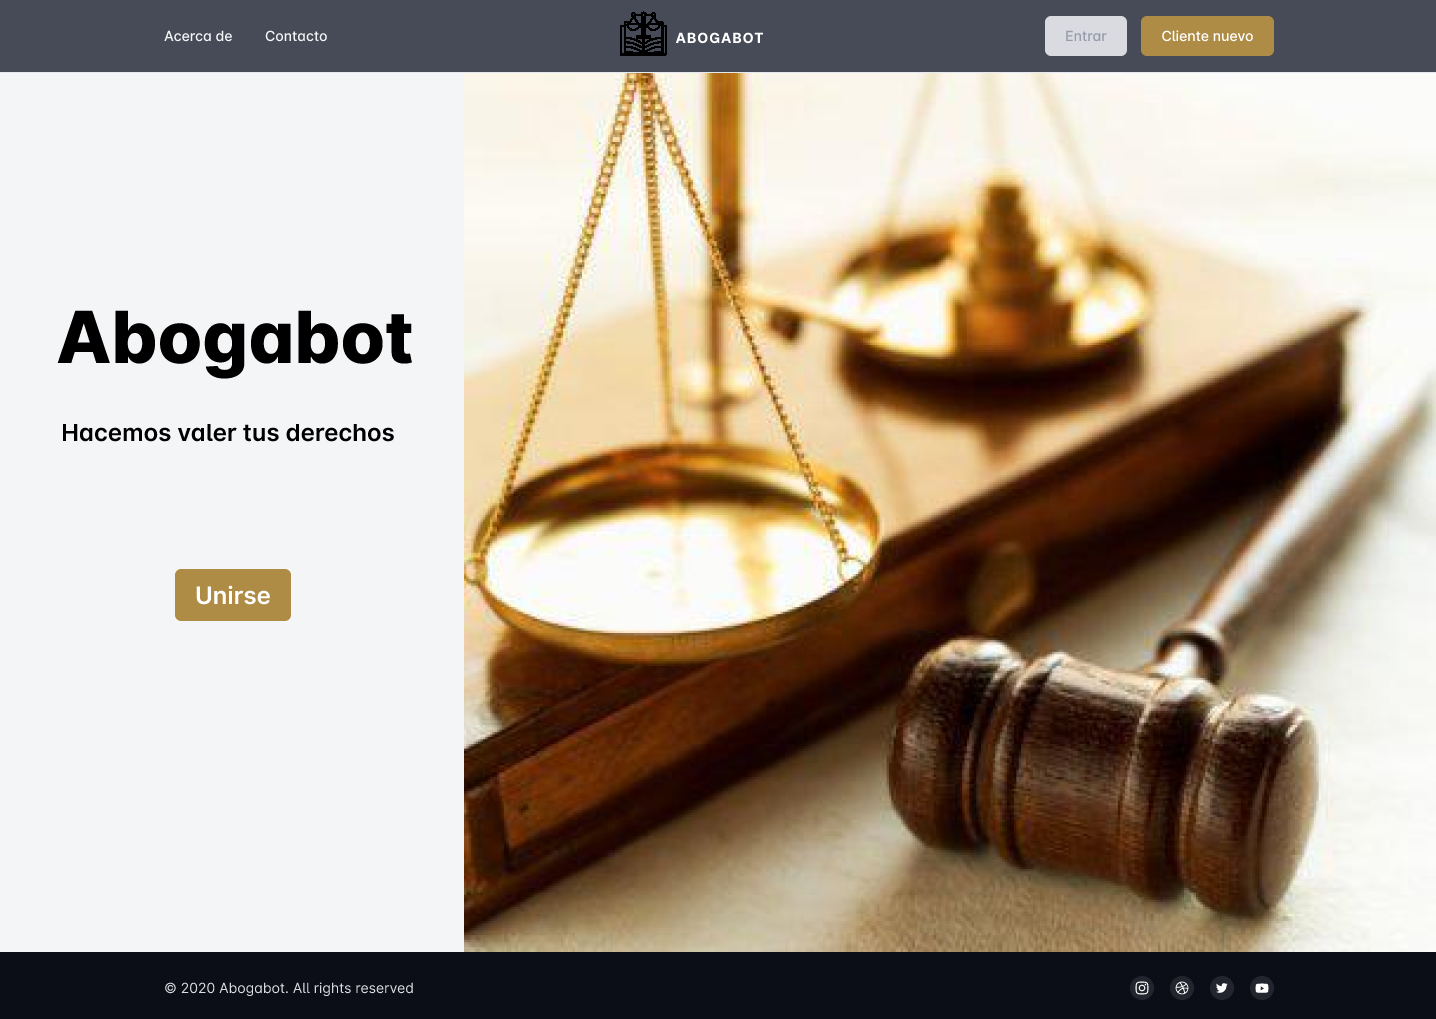 Acerca de
Contacto
ABOGABOT
Entrar
Cliente nuevo
Abogabot
Hacemos valer tus derechos
Unirse
© 2020 Abogabot. All rights reserved